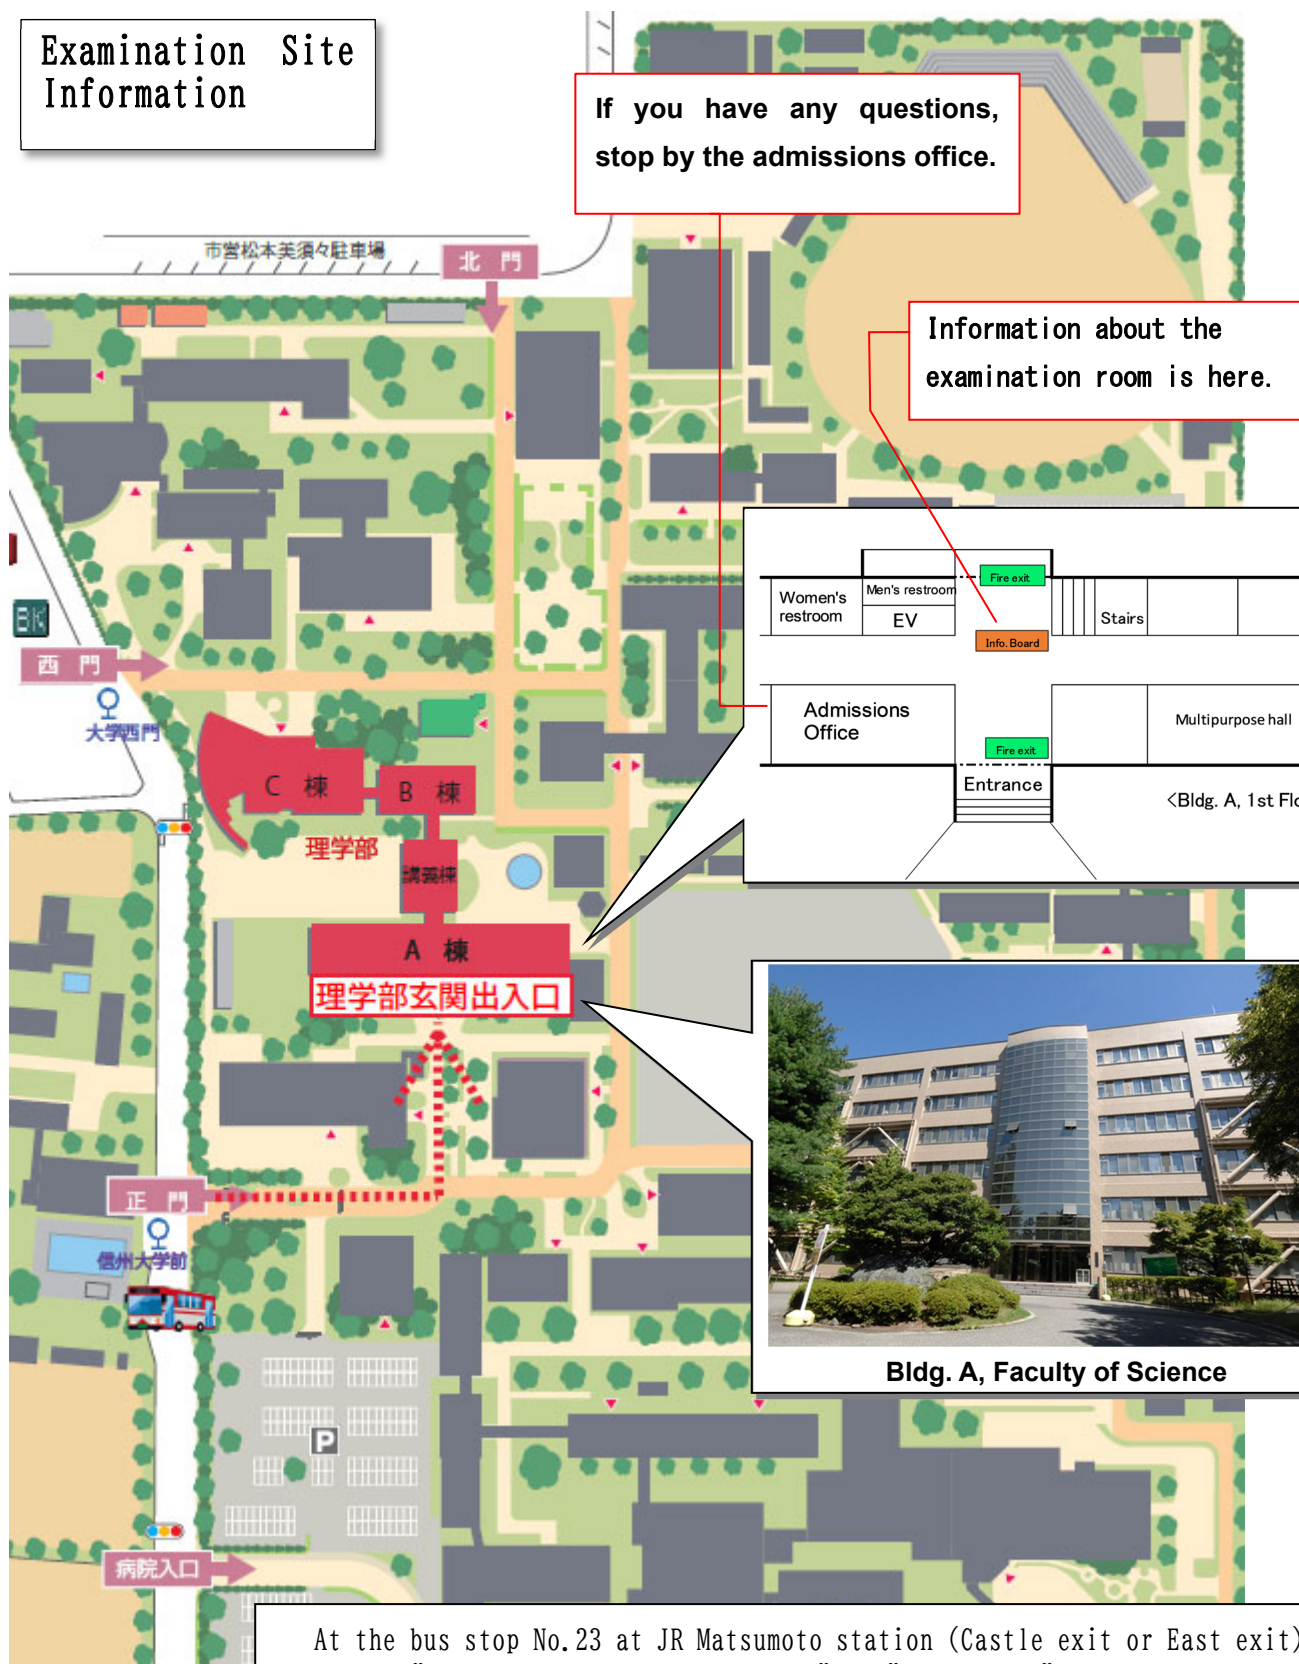 Examination Site
Information
If you have any questions,
stop by the admissions office.
市営松本美須々駐車場
北門
Information about the
examination room is here.
Fire exit
Women's
restroom
Men's restroom
EV
Stairs
Info. Board
BK
西門
大学西門
Admissions
Office
Multipurpose hall
Fire exit
Entrance
<Bldg. A, 1st Flo
C 棟
B 棟
理学部
講義棟
A 棟
理学部玄関出入口
正門
信州大学前
Bldg. A, Faculty of Science
P
病院入口
At the bus stop No.23 at JR Matsumoto station (Castle exit or East exit)